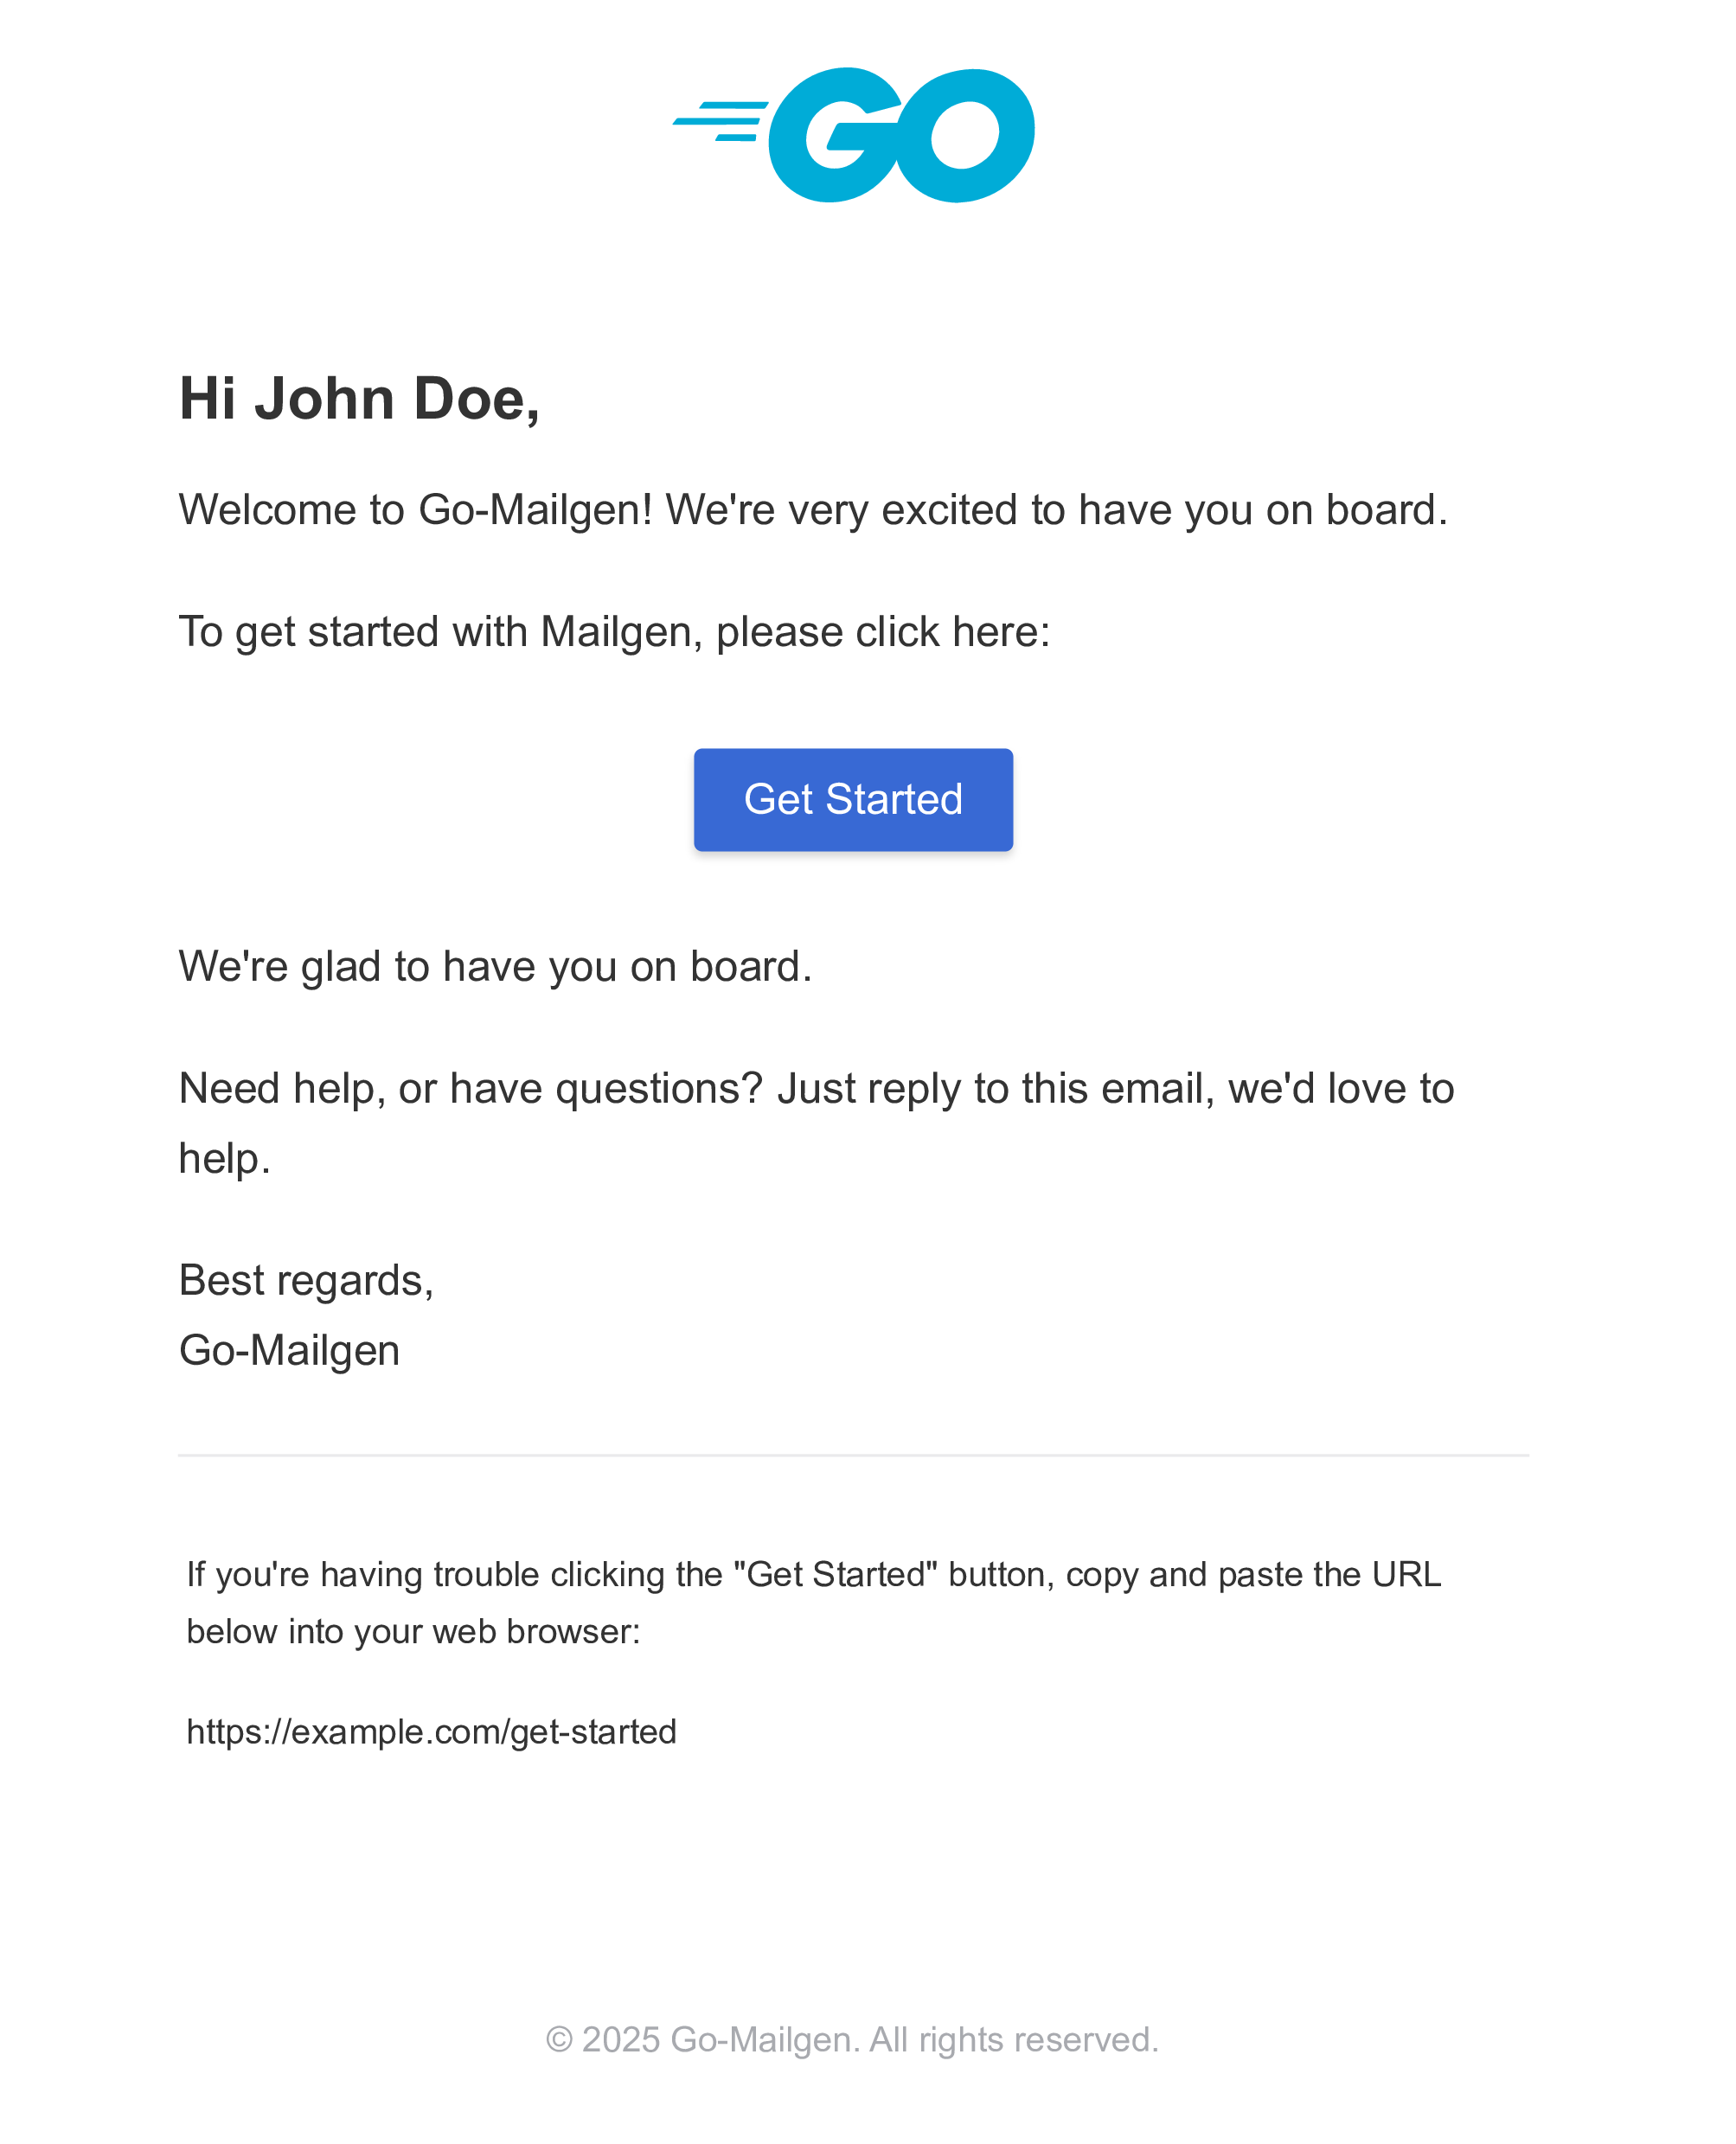 GO
Hi John Doe,
Welcome to Go-Mailgen! We're very excited to have you on board.
To get started with Mailgen, please click here:
Get Started
We're glad to have you on board.
Need help, or have questions? Just reply to this email, we'd love to
help.
Best regards,
Go-Mailgen
If you're having trouble clicking the "Get Started" button, copy and paste the URL
below into your web browser:
https://example.com/get-started
© 2025 Go-Mailgen. All rights reserved.